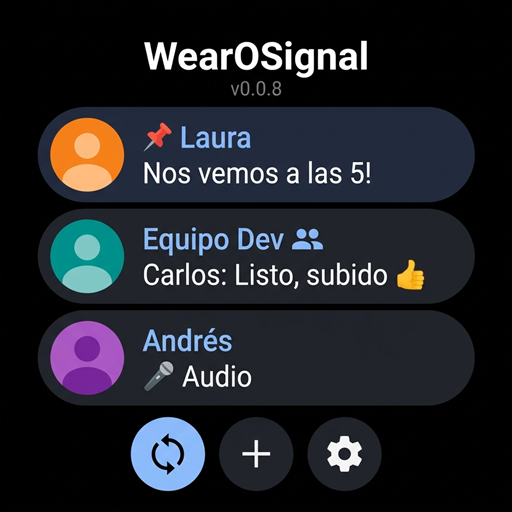 WearOSignal
v0.0.8
📌 Laura
Nos vemos a las 5!
Equipo Dev
Carlos: Listo, subido 👍
Andrés
🎤 Audio